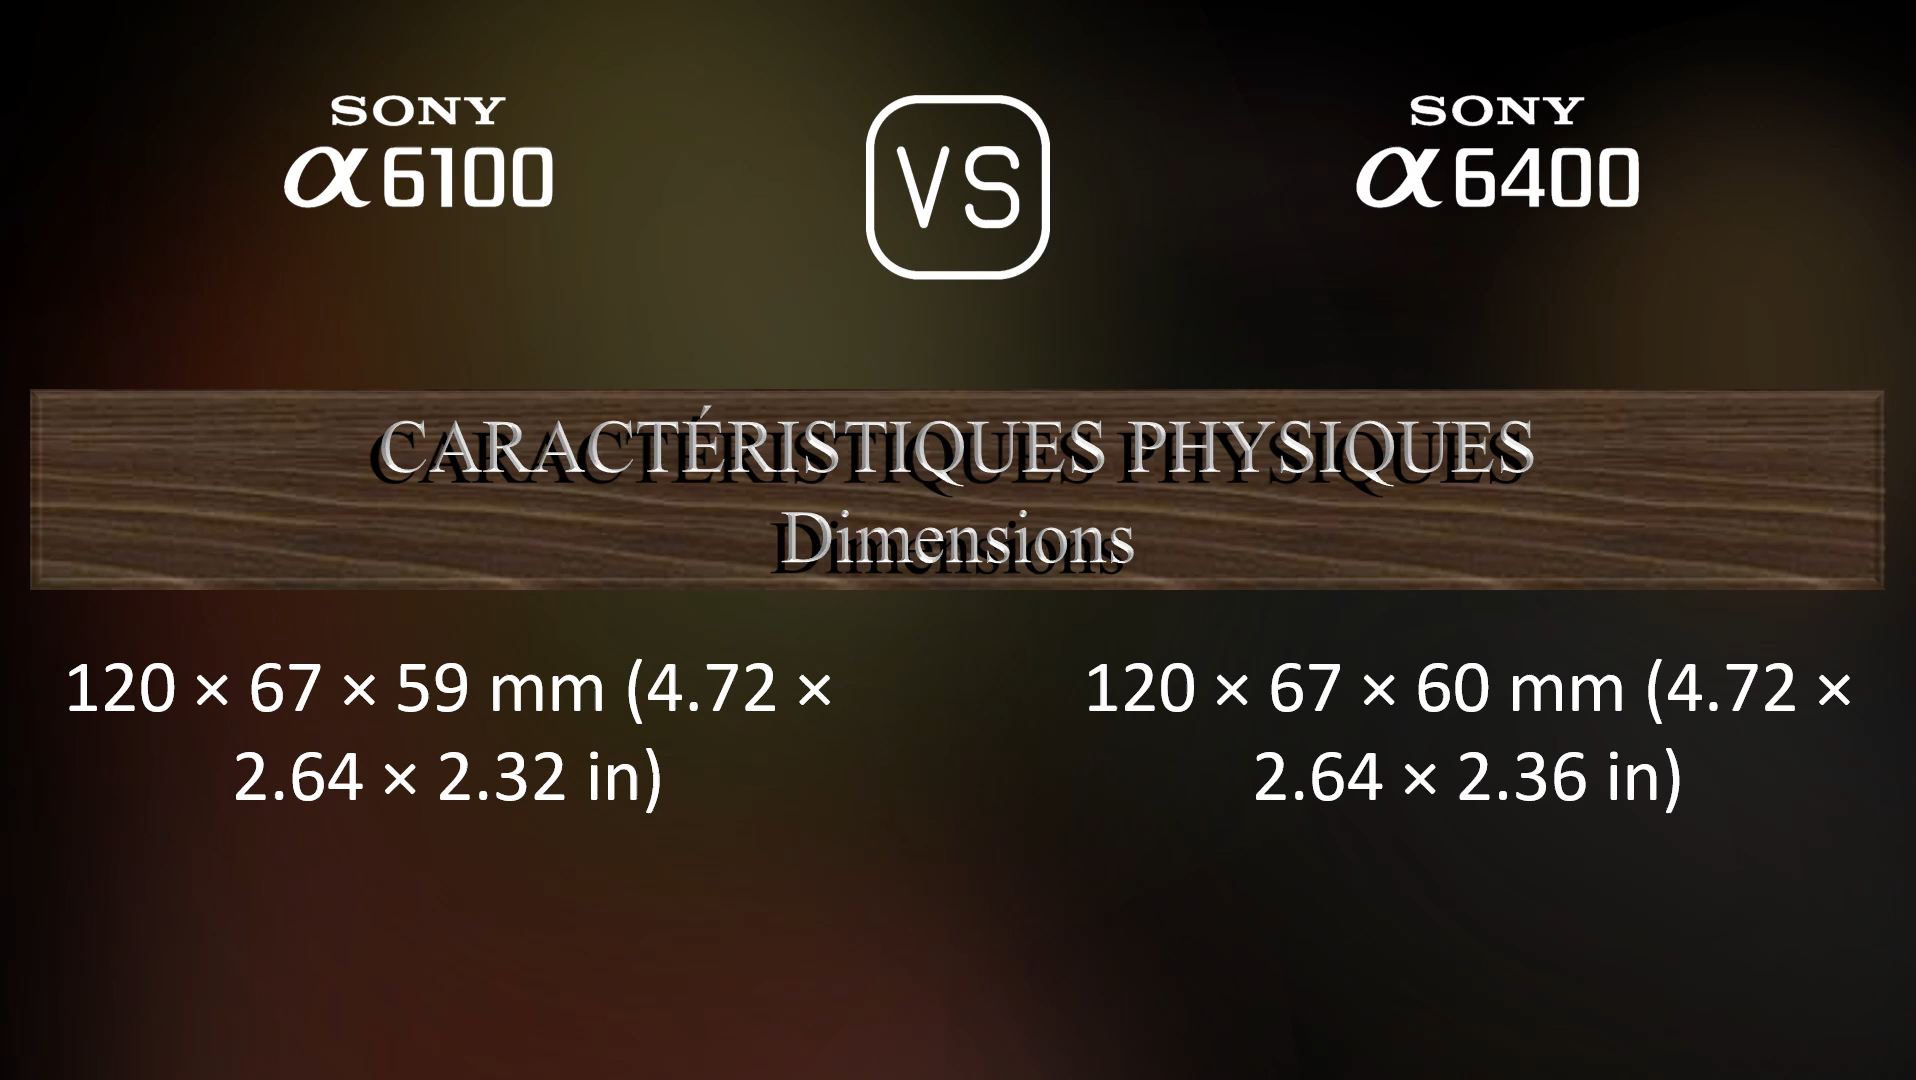 SONY
α6100
VS
SONY
α6400
CARACTÉRISTIQUES PHYSIQUES
Dimensions
120 × 67 × 59 mm (4.72 ×
2.64 × 2.32 in)
120 × 67 × 60 mm (4.72 ×
2.64 × 2.36 in)